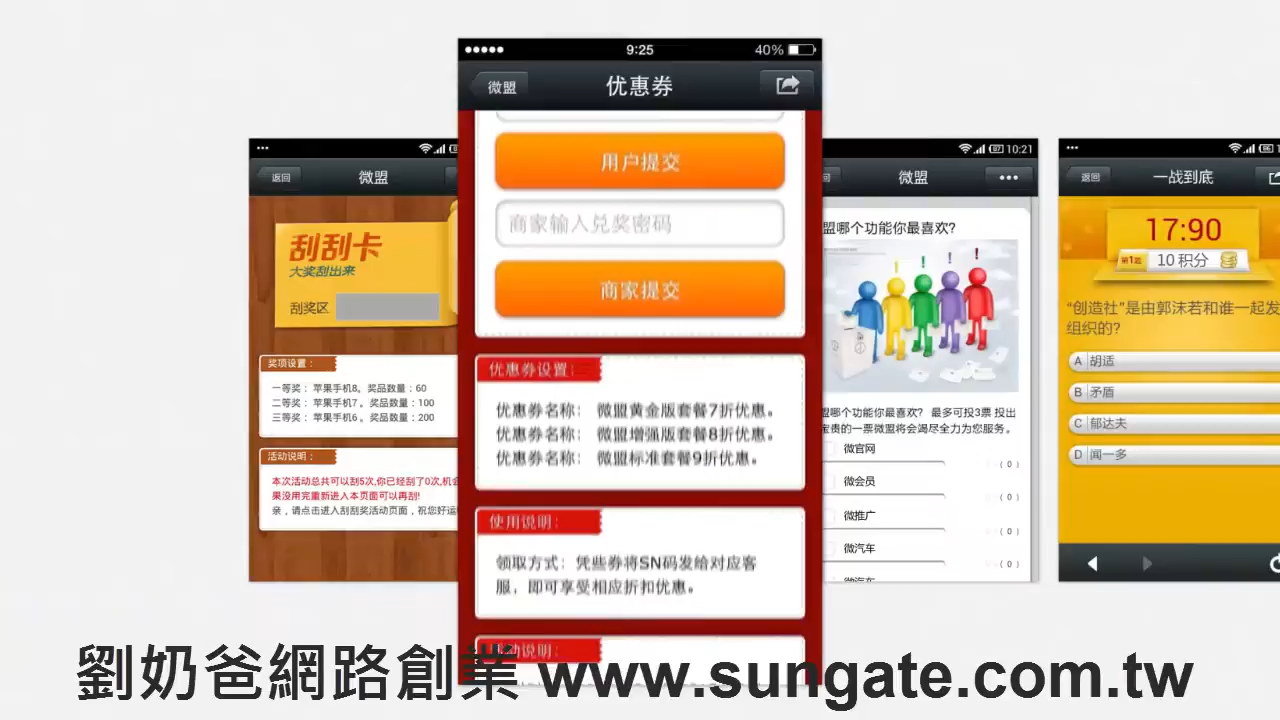 返回
微盟
刮刮卡
大奖刮出来
刮奖区
奖项设置：
一等奖：苹果手机8。奖品数量：60
二等奖：苹果手机7。奖品数量：100
三等奖：苹果手机6。奖品数量：200
活动说明：
本次活动总共可以刮5次,你已经刮了0次,机会
果没用完重新进入本页面可以再刮!
亲，请点击进入刮刮奖活动页面，祝您好运
9:25
40%
微盟
优惠券
用户提交
商家输入兑奖密码
商家提交
优惠券设置：
优惠券名称： 微盟黄金版套餐7折优惠。
优惠券名称： 微盟增强版套餐8折优惠。
优惠券名称： 微盟标准套餐9折优惠。
使用说明：
领取方式：凭些券将SN码发给对应客
服，即可享受相应折扣优惠。
动说明：
10:21
回
微盟
盟哪个功能你最喜欢?
盟哪个功能你最喜欢? 最多可投3票 投出
宝贵的一票微盟将会竭尽全力为您服务。
微官网
(0)
微会员
(0)
微推广
(0)
微汽车
(0)
返回
一战到底
17:90
第1题
10 积分
“创造社”是由郭沫若和谁一起发
组织的?
A 胡适
B 矛盾
C 郁达夫
D 闻一多
劉奶爸網路創業 www.sungate.com.tw